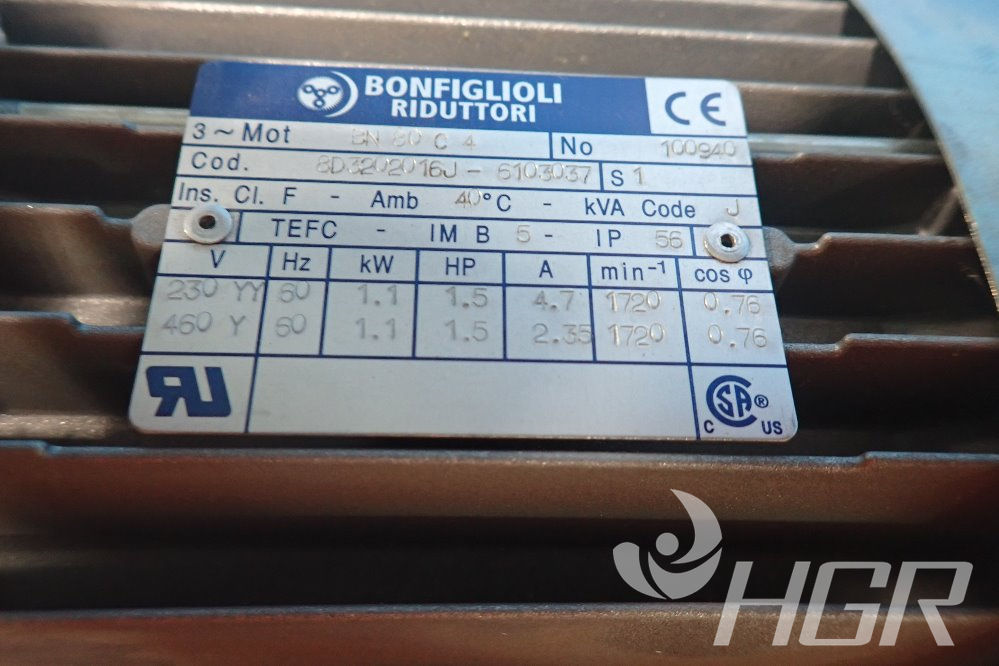 BONFIGLIOLI
RIDUTTORI
CE
3~Mot BN 80 C 4 No 100940
Cod. 8D3202016J - 6103037 S 1
Ins. Cl. F - Amb 40°C - kVA Code J
TEFC - IM B 5 - IP 56
V Hz kW HP A min-1 cos φ
230 YY 60 1.1 1.5 4.7 1720 0.76
460 Y 60 1.1 1.5 2.35 1720 0.76
RU
C SA® C US
HGR